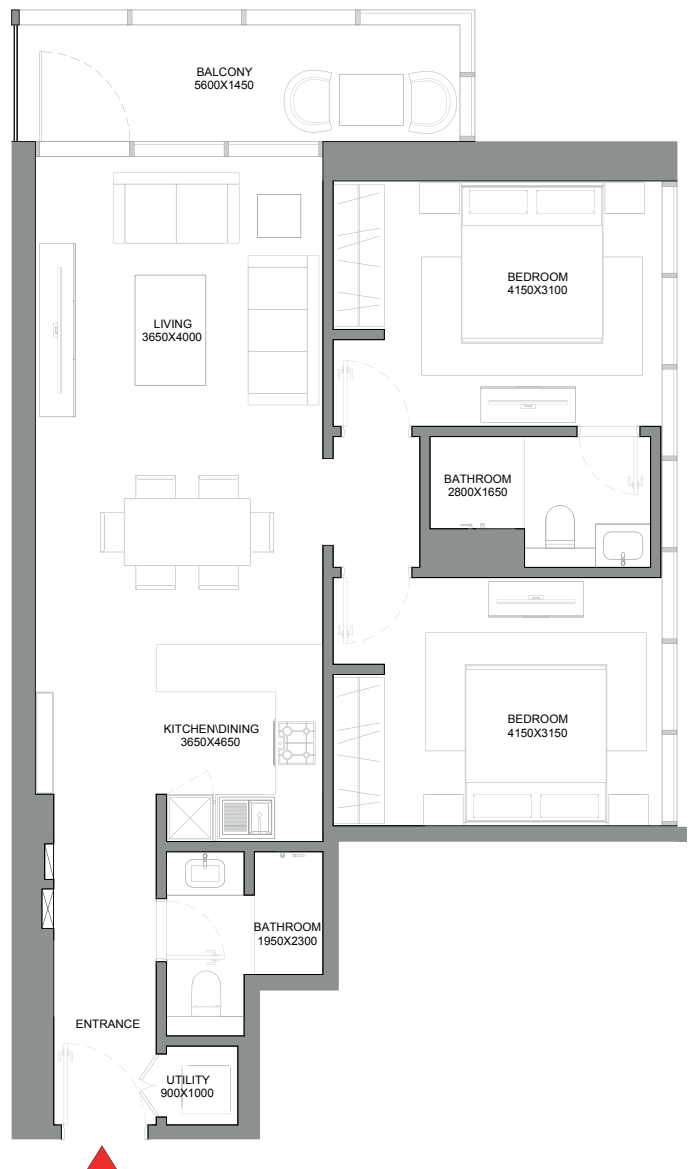 BALCONY
5600X1450
BEDROOM
4150X3100
LIVING
3650X4000
BATHROOM
2800X1650
BEDROOM
4150X3150
KITCHEN\DINING
3650X4650
BATHROOM
1950X2300
ENTRANCE
UTILITY
900X1000